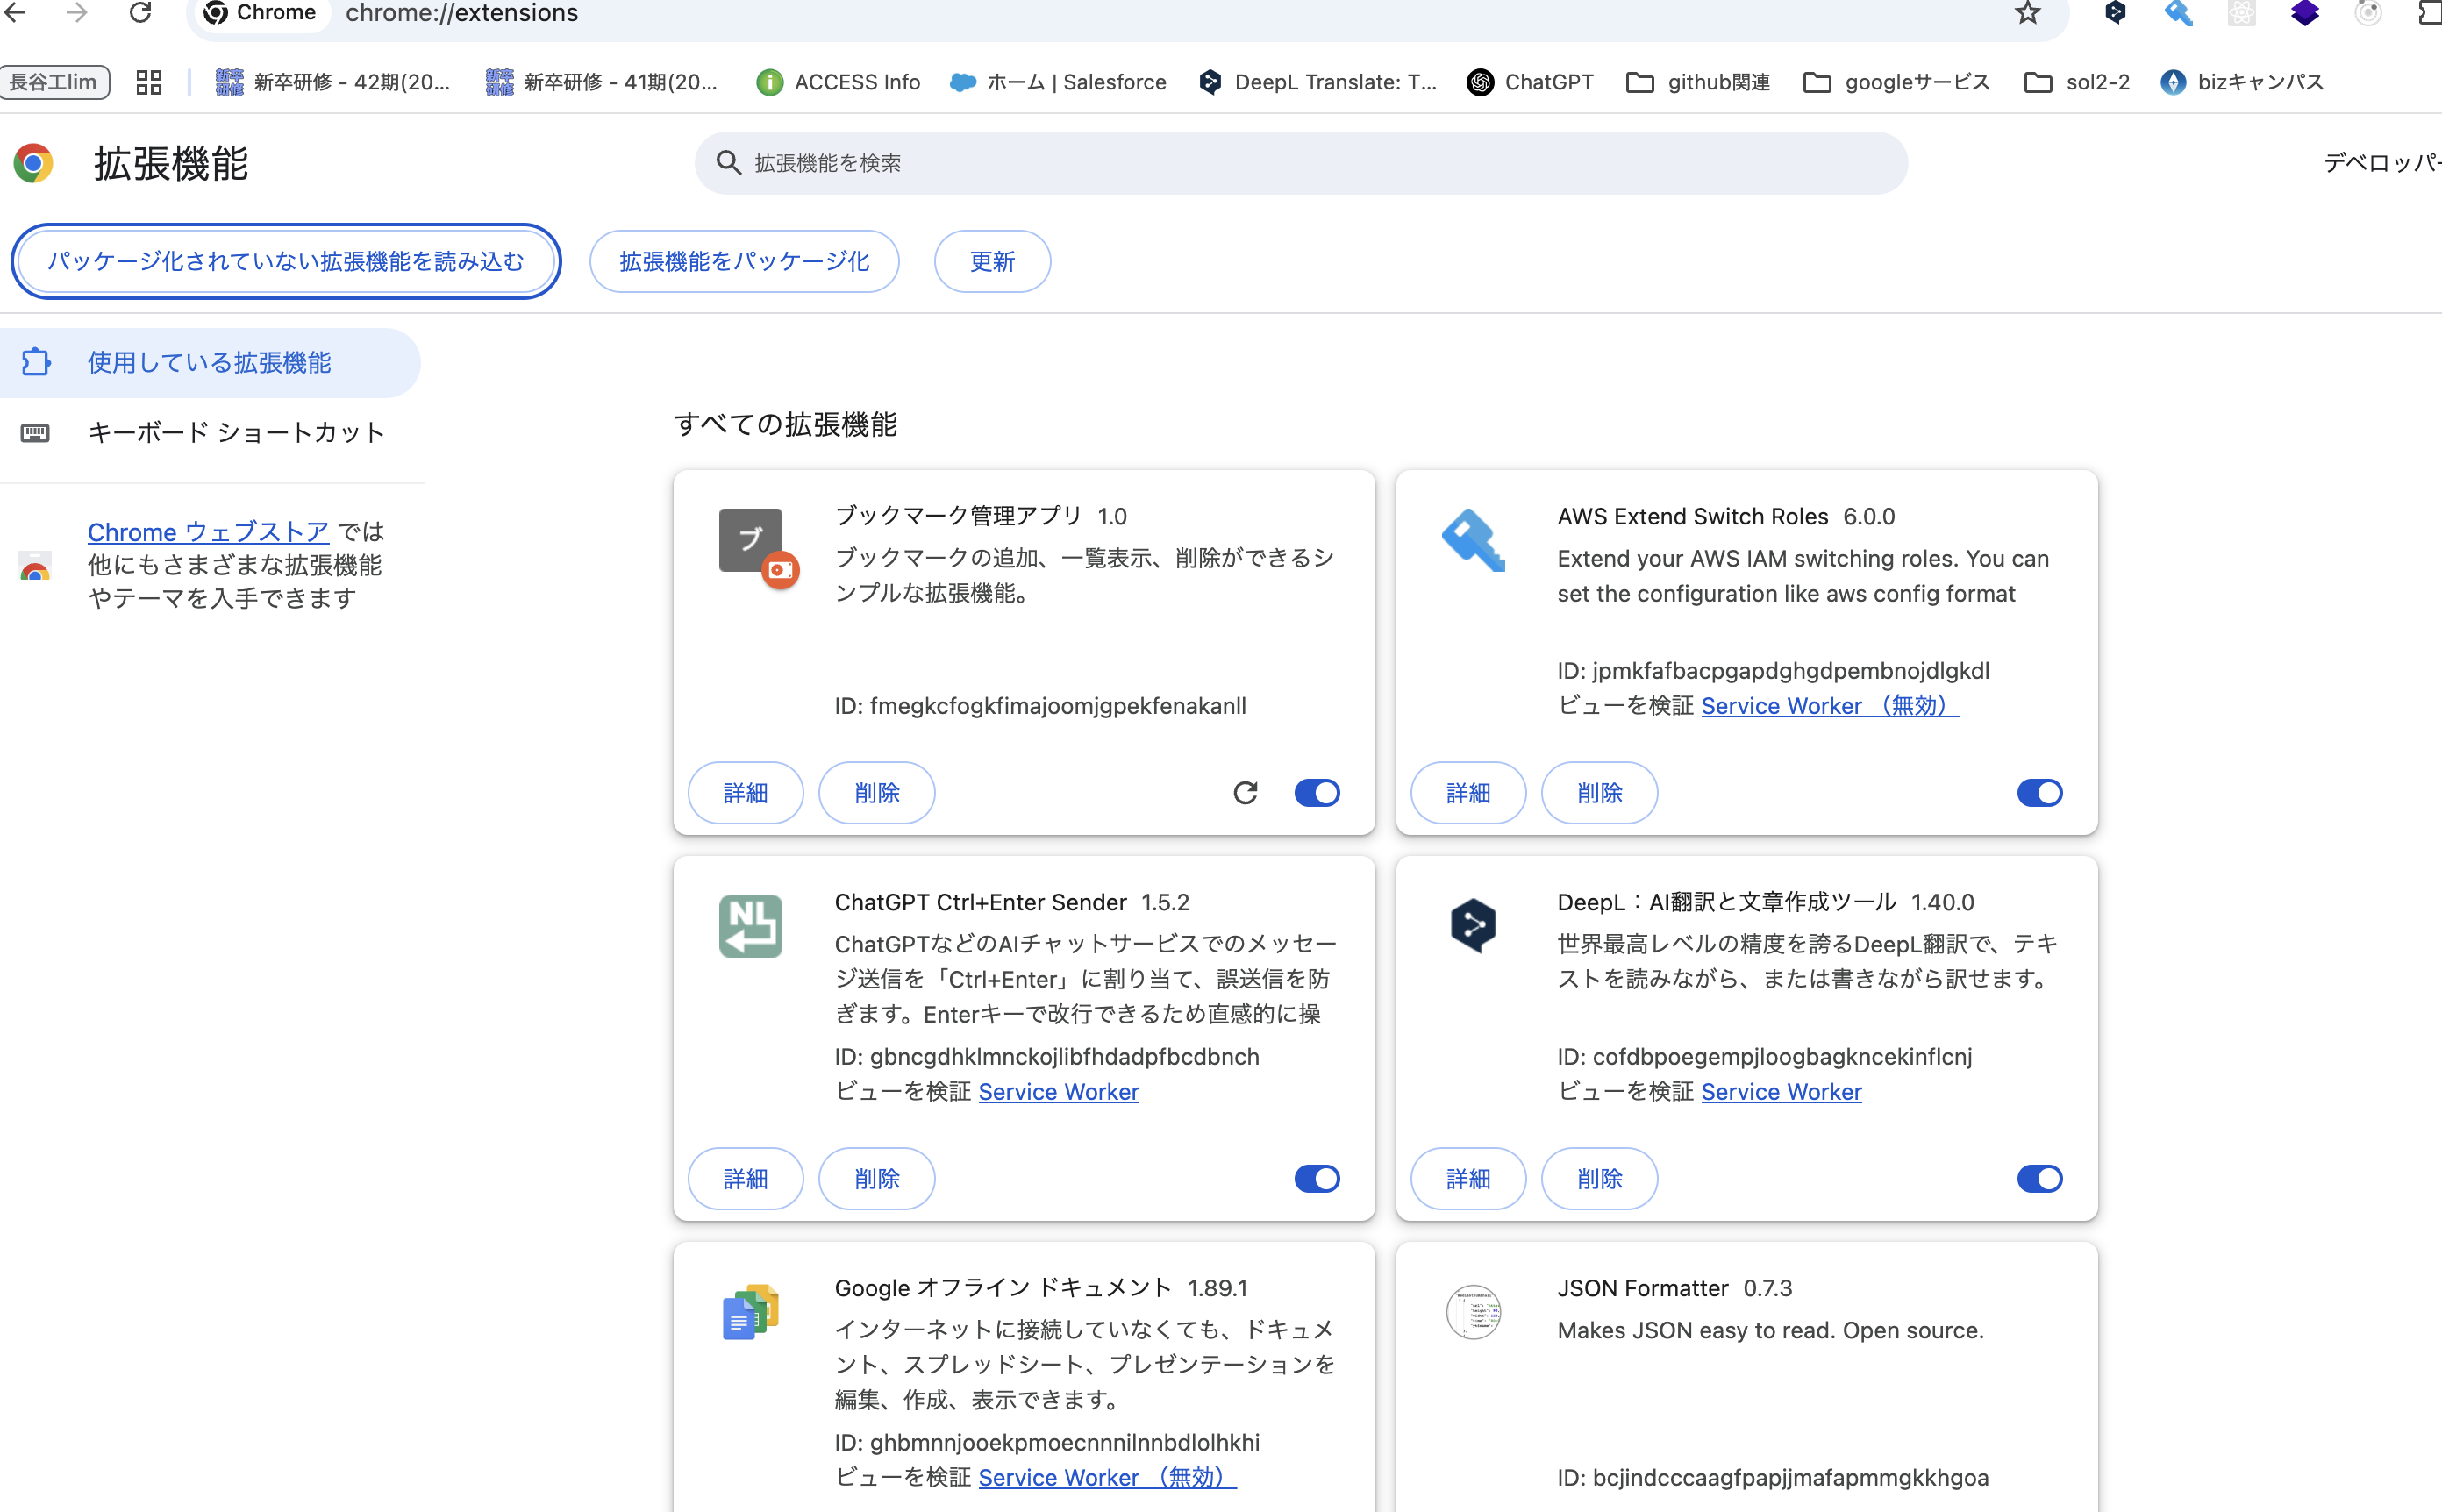 Chrome
chrome://extensions
長谷工lim
新卒研修 - 42期(20...
新卒研修 - 41期(20...
ACCESS Info
ホーム | Salesforce
DeepL Translate: T...
ChatGPT
github関連
googleサービス
sol2-2
bizキャンパス
拡張機能
拡張機能を検索
デベロッパー
パッケージ化されていない拡張機能を読み込む
拡張機能をパッケージ化
更新
使用している拡張機能
キーボード ショートカット
Chrome ウェブストア では
他にもさまざまな拡張機能
やテーマを入手できます
すべての拡張機能
ブ
ブックマーク管理アプリ 1.0
ブックマークの追加、一覧表示、削除ができるシ
ンプルな拡張機能。
ID: fmegkcfogkfimajoomjgpekfenakanll
詳細
削除
AWS Extend Switch Roles 6.0.0
Extend your AWS IAM switching roles. You can
set the configuration like aws config format
ID: jpmkfafbacpgapdghgdpembnojdlgkdl
ビューを検証 Service Worker （無効）
詳細
削除
NL
ChatGPT Ctrl+Enter Sender 1.5.2
ChatGPTなどのAIチャットサービスでのメッセー
ジ送信を「Ctrl+Enter」に割り当て、誤送信を防
ぎます。Enterキーで改行できるため直感的に操
ID: gbncgdhklmnckojlibfhdadpfbcdbnch
ビューを検証 Service Worker
詳細
削除
DeepL：AI翻訳と文章作成ツール 1.40.0
世界最高レベルの精度を誇るDeepL翻訳で、テキ
ストを読みながら、または書きながら訳せます。
ID: cofdbpoegempjloogbagkncekinflcnj
ビューを検証 Service Worker
詳細
削除
Google オフライン ドキュメント 1.89.1
インターネットに接続していなくても、ドキュメ
ント、スプレッドシート、プレゼンテーションを
編集、作成、表示できます。
ID: ghbmnnjooekpmoecnnnilnnbdlolhkhi
ビューを検証 Service Worker （無効）
JSON Formatter 0.7.3
Makes JSON easy to read. Open source.
ID: bcjindcccaagfpapjjmafapmmgkkhgoa